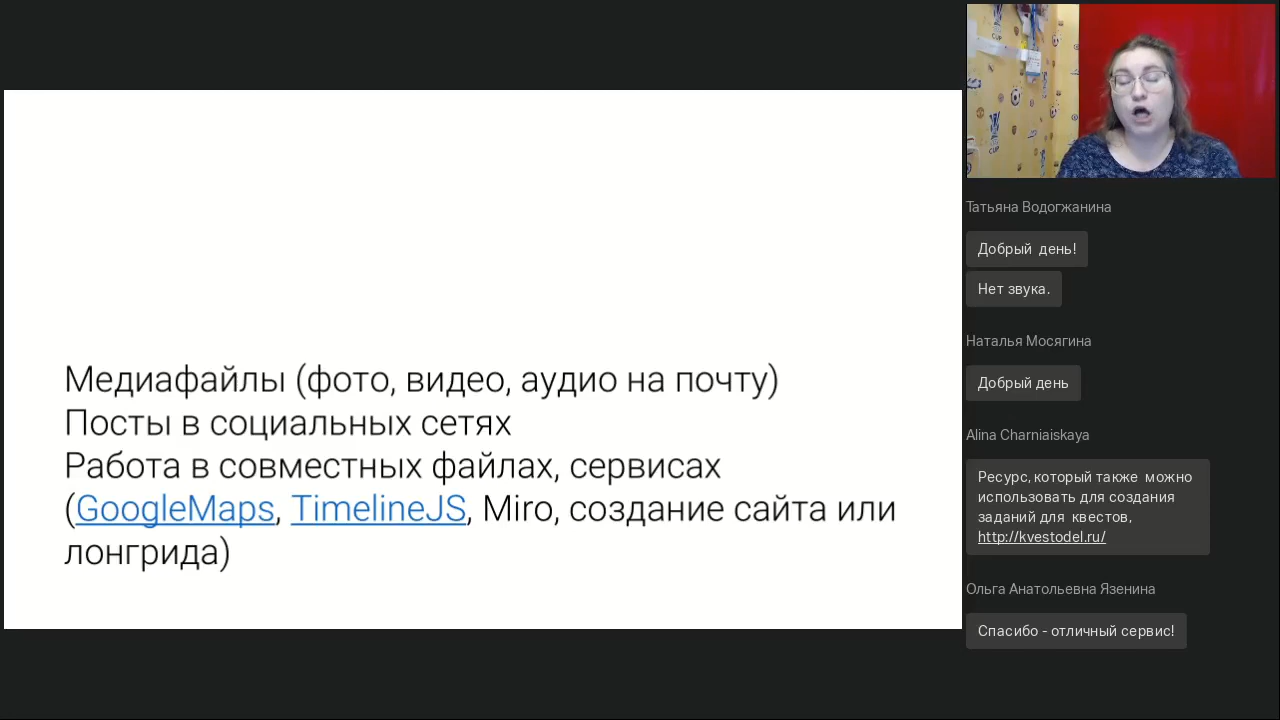 Медиафайлы (фото, видео, аудио на почту)
Посты в социальных сетях
Работа в совместных файлах, сервисах
(GoogleMaps, TimelineJS, Miro, создание сайта или
лонгрида)
CUP
CUP
Татьяна Водогжанина
Добрый день!
Нет звука.
Наталья Мосягина
Добрый день
Alina Charniaiskaya
Ресурс, который также можно
использовать для создания
заданий для квестов,
http://kvestodel.ru/
Ольга Анатольевна Язенина
Спасибо - отличный сервис!